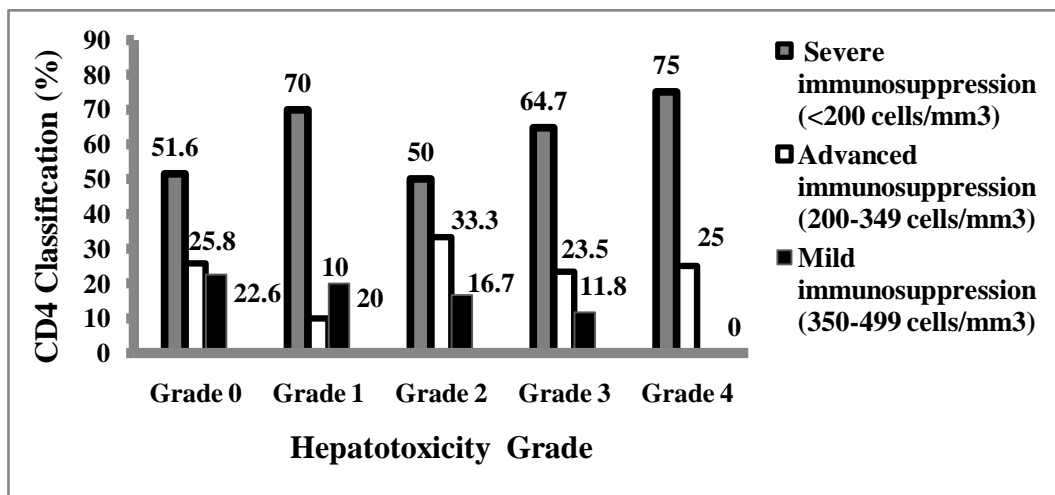 CD4 Classification (%)
90
80
70
60
50
40
30
20
10
0
51.6
25.8
22.6
70
10
20
50
33.3
16.7
64.7
23.5
11.8
75
25
0
Grade 0
Grade 1
Grade 2
Grade 3
Grade 4
Hepatotoxicity Grade
Severe
immunosuppression
(<200 cells/mm3)
Advanced
immunosuppression
(200-349 cells/mm3)
Mild
immunosuppression
(350-499 cells/mm3)